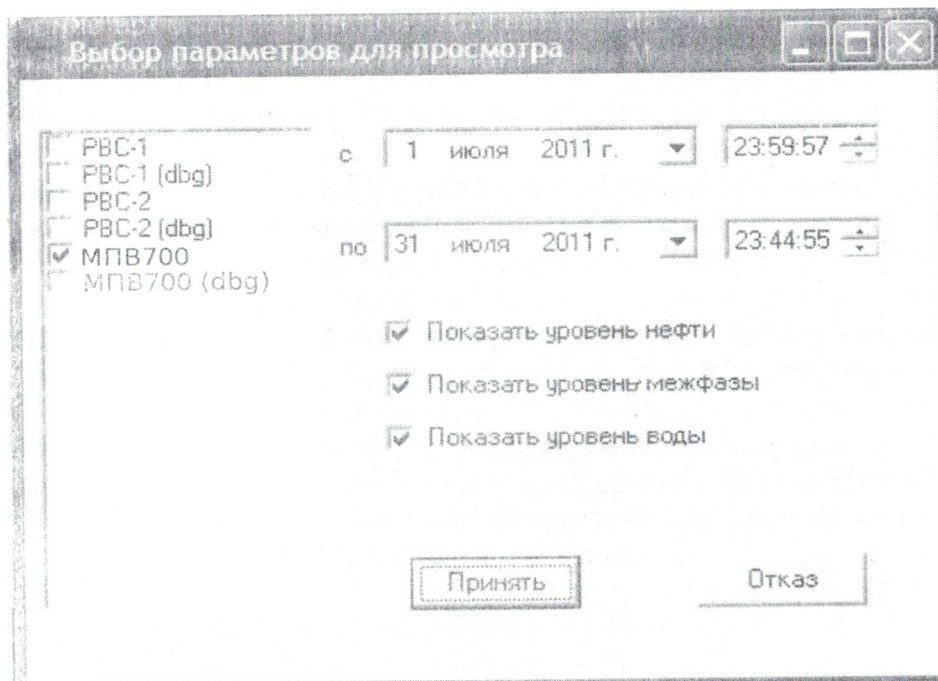 Выбор параметров для просмотра
РВС-1
РВС-1 (dbg)
РВС-2
РВС-2 (dbg)
МПВ700
МПВ700 (dbg)
с 1 июля 2011 г. 23:59:57
по 31 июля 2011 г. 23:44:55
Показать уровень нефти
Показать уровень межфазы
Показать уровень воды
Принять Отказ